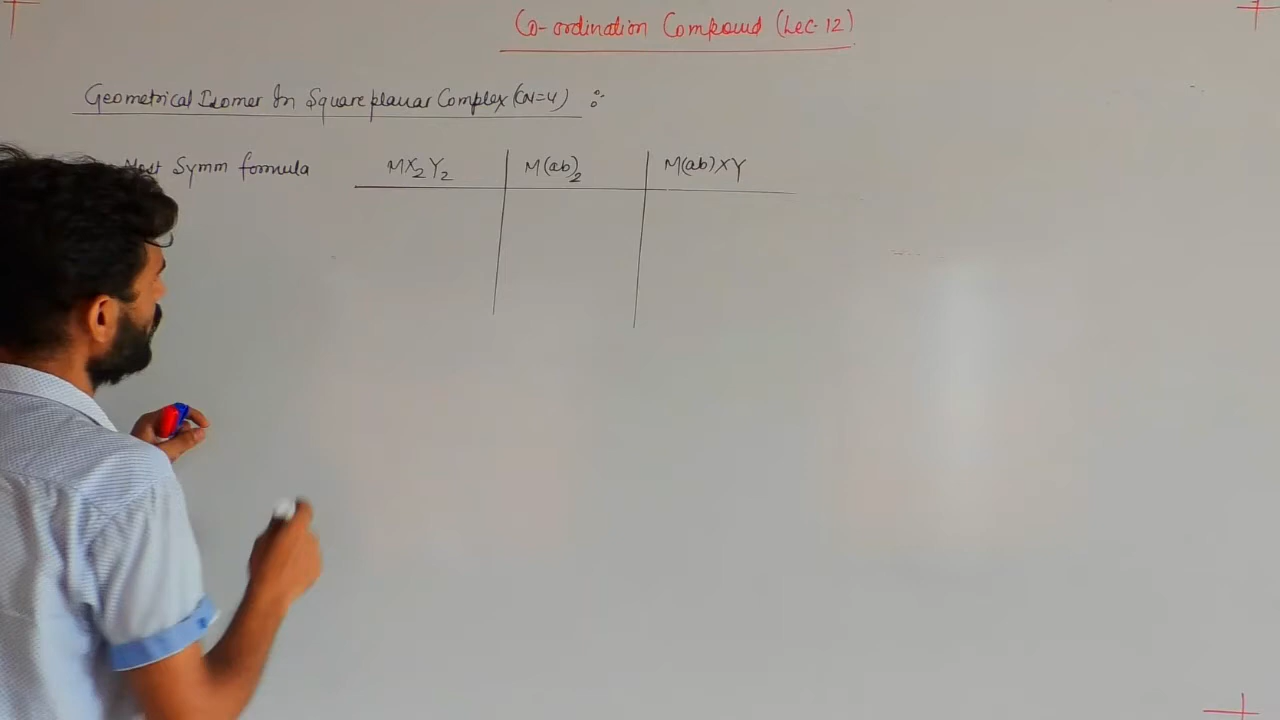 Co-ordination Compound (Lec-12)
Geometrical Isomer In Square planar Complex (CN=4) :-
Most Symm formula MX₂Y₂ M(ab)₂ M(ab)XY